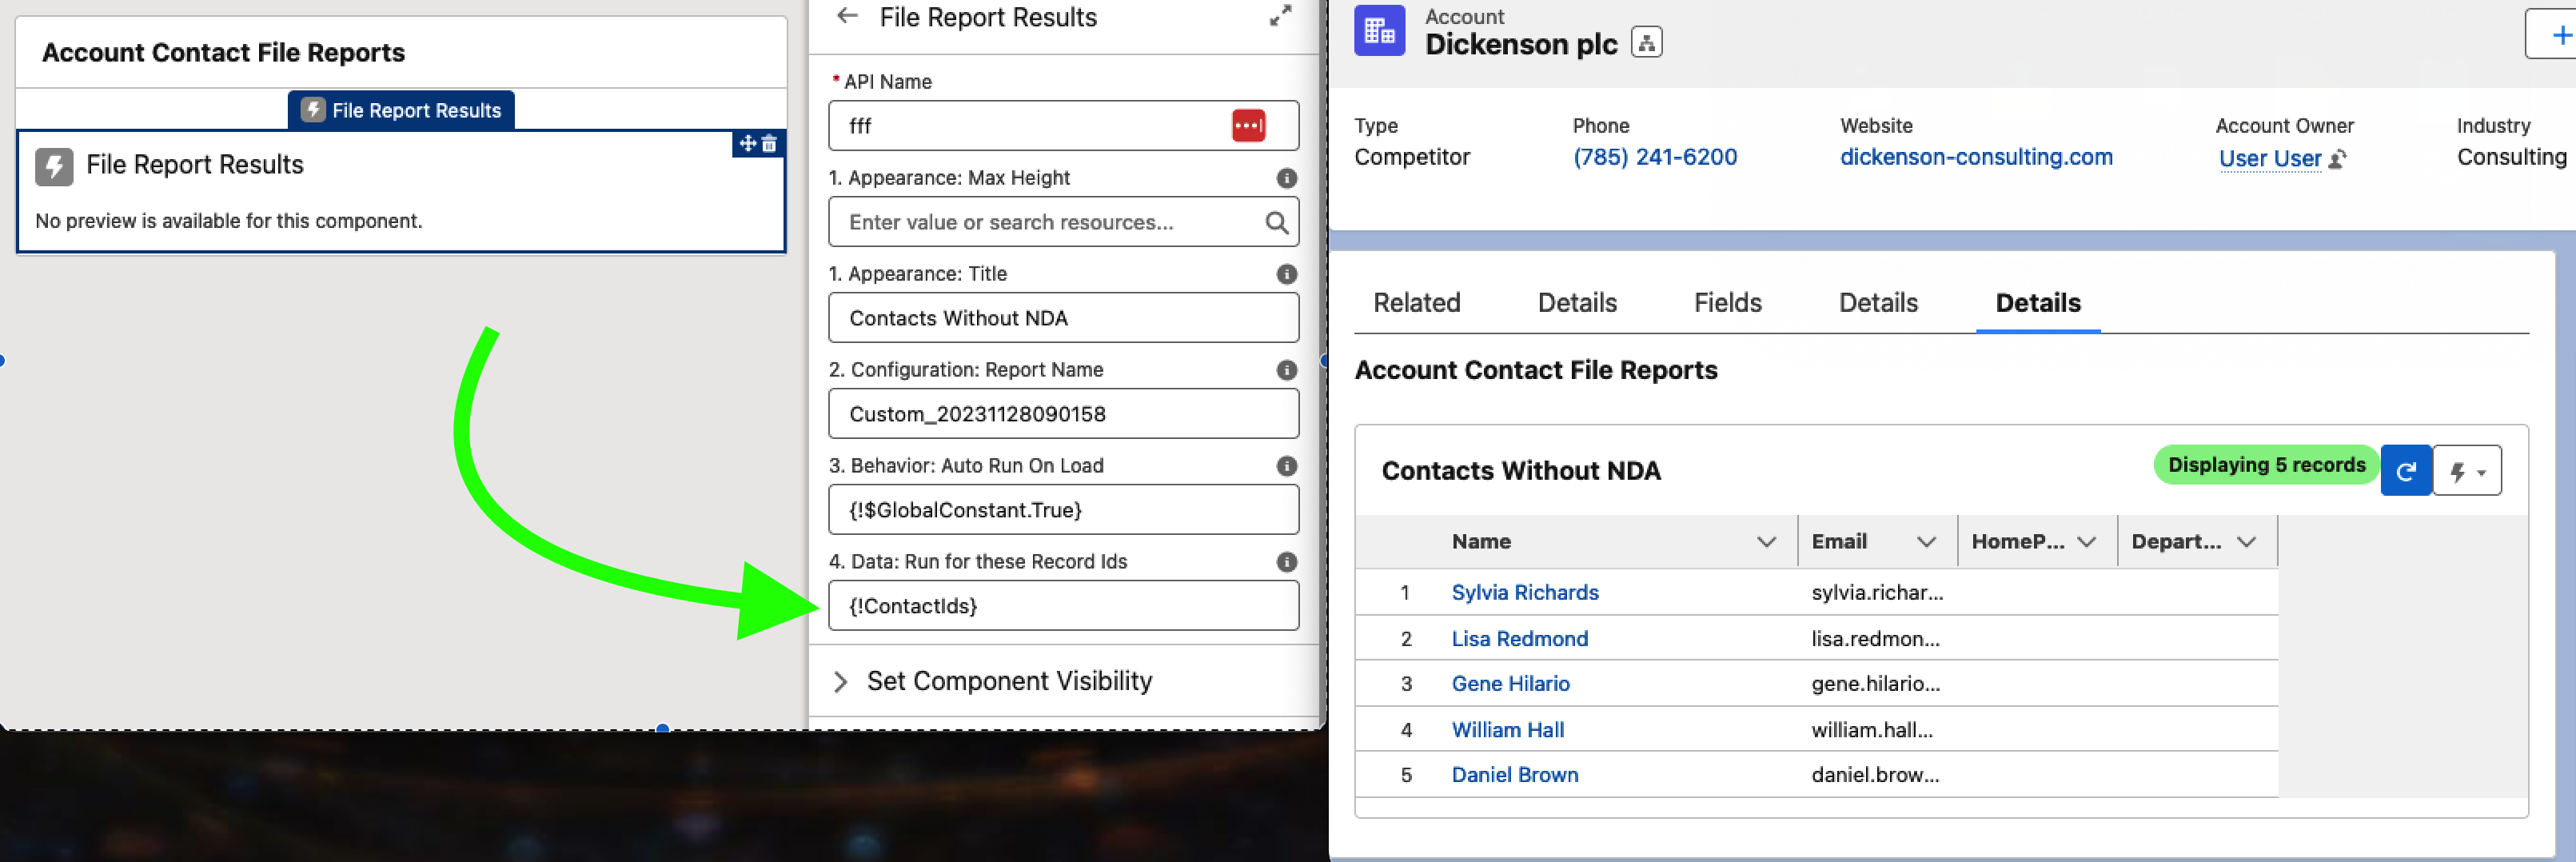 Account Contact File Reports
File Report Results
File Report Results
No preview is available for this component.
File Report Results
* API Name
fff
1. Appearance: Max Height
Enter value or search resources...
1. Appearance: Title
Contacts Without NDA
2. Configuration: Report Name
Custom_20231128090158
3. Behavior: Auto Run On Load
{!$GlobalConstant.True}
4. Data: Run for these Record Ids
{!ContactIds}
Set Component Visibility
Account
Dickenson plc
Type Phone Website Account Owner Industry
Competitor (785) 241-6200 dickenson-consulting.com User User Consulting
Related Details Fields Details Details
Account Contact File Reports
Contacts Without NDA Displaying 5 records
Name Email HomeP... Depart...
1 Sylvia Richards sylvia.richar...
2 Lisa Redmond lisa.redmon...
3 Gene Hilario gene.hilario...
4 William Hall william.hall...
5 Daniel Brown daniel.brow...